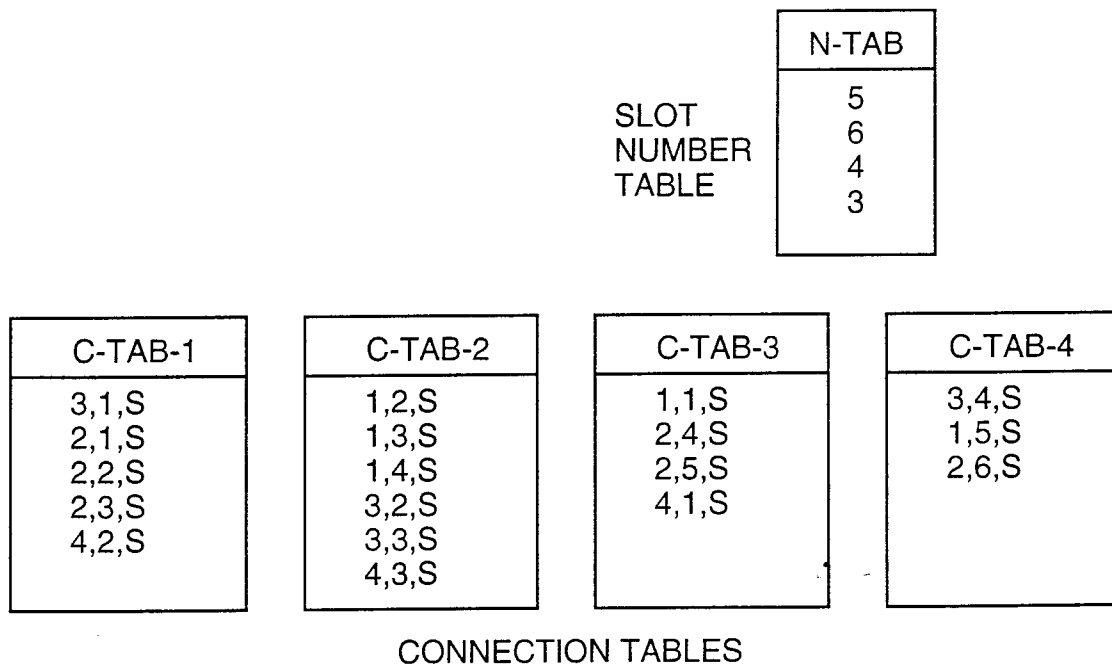 N-TAB
5
6
4
3
SLOT
NUMBER
TABLE
C-TAB-1
3,1,S
2,1,S
2,2,S
2,3,S
4,2,S
C-TAB-2
1,2,S
1,3,S
1,4,S
3,2,S
3,3,S
4,3,S
C-TAB-3
1,1,S
2,4,S
2,5,S
4,1,S
C-TAB-4
3,4,S
1,5,S
2,6,S
CONNECTION TABLES